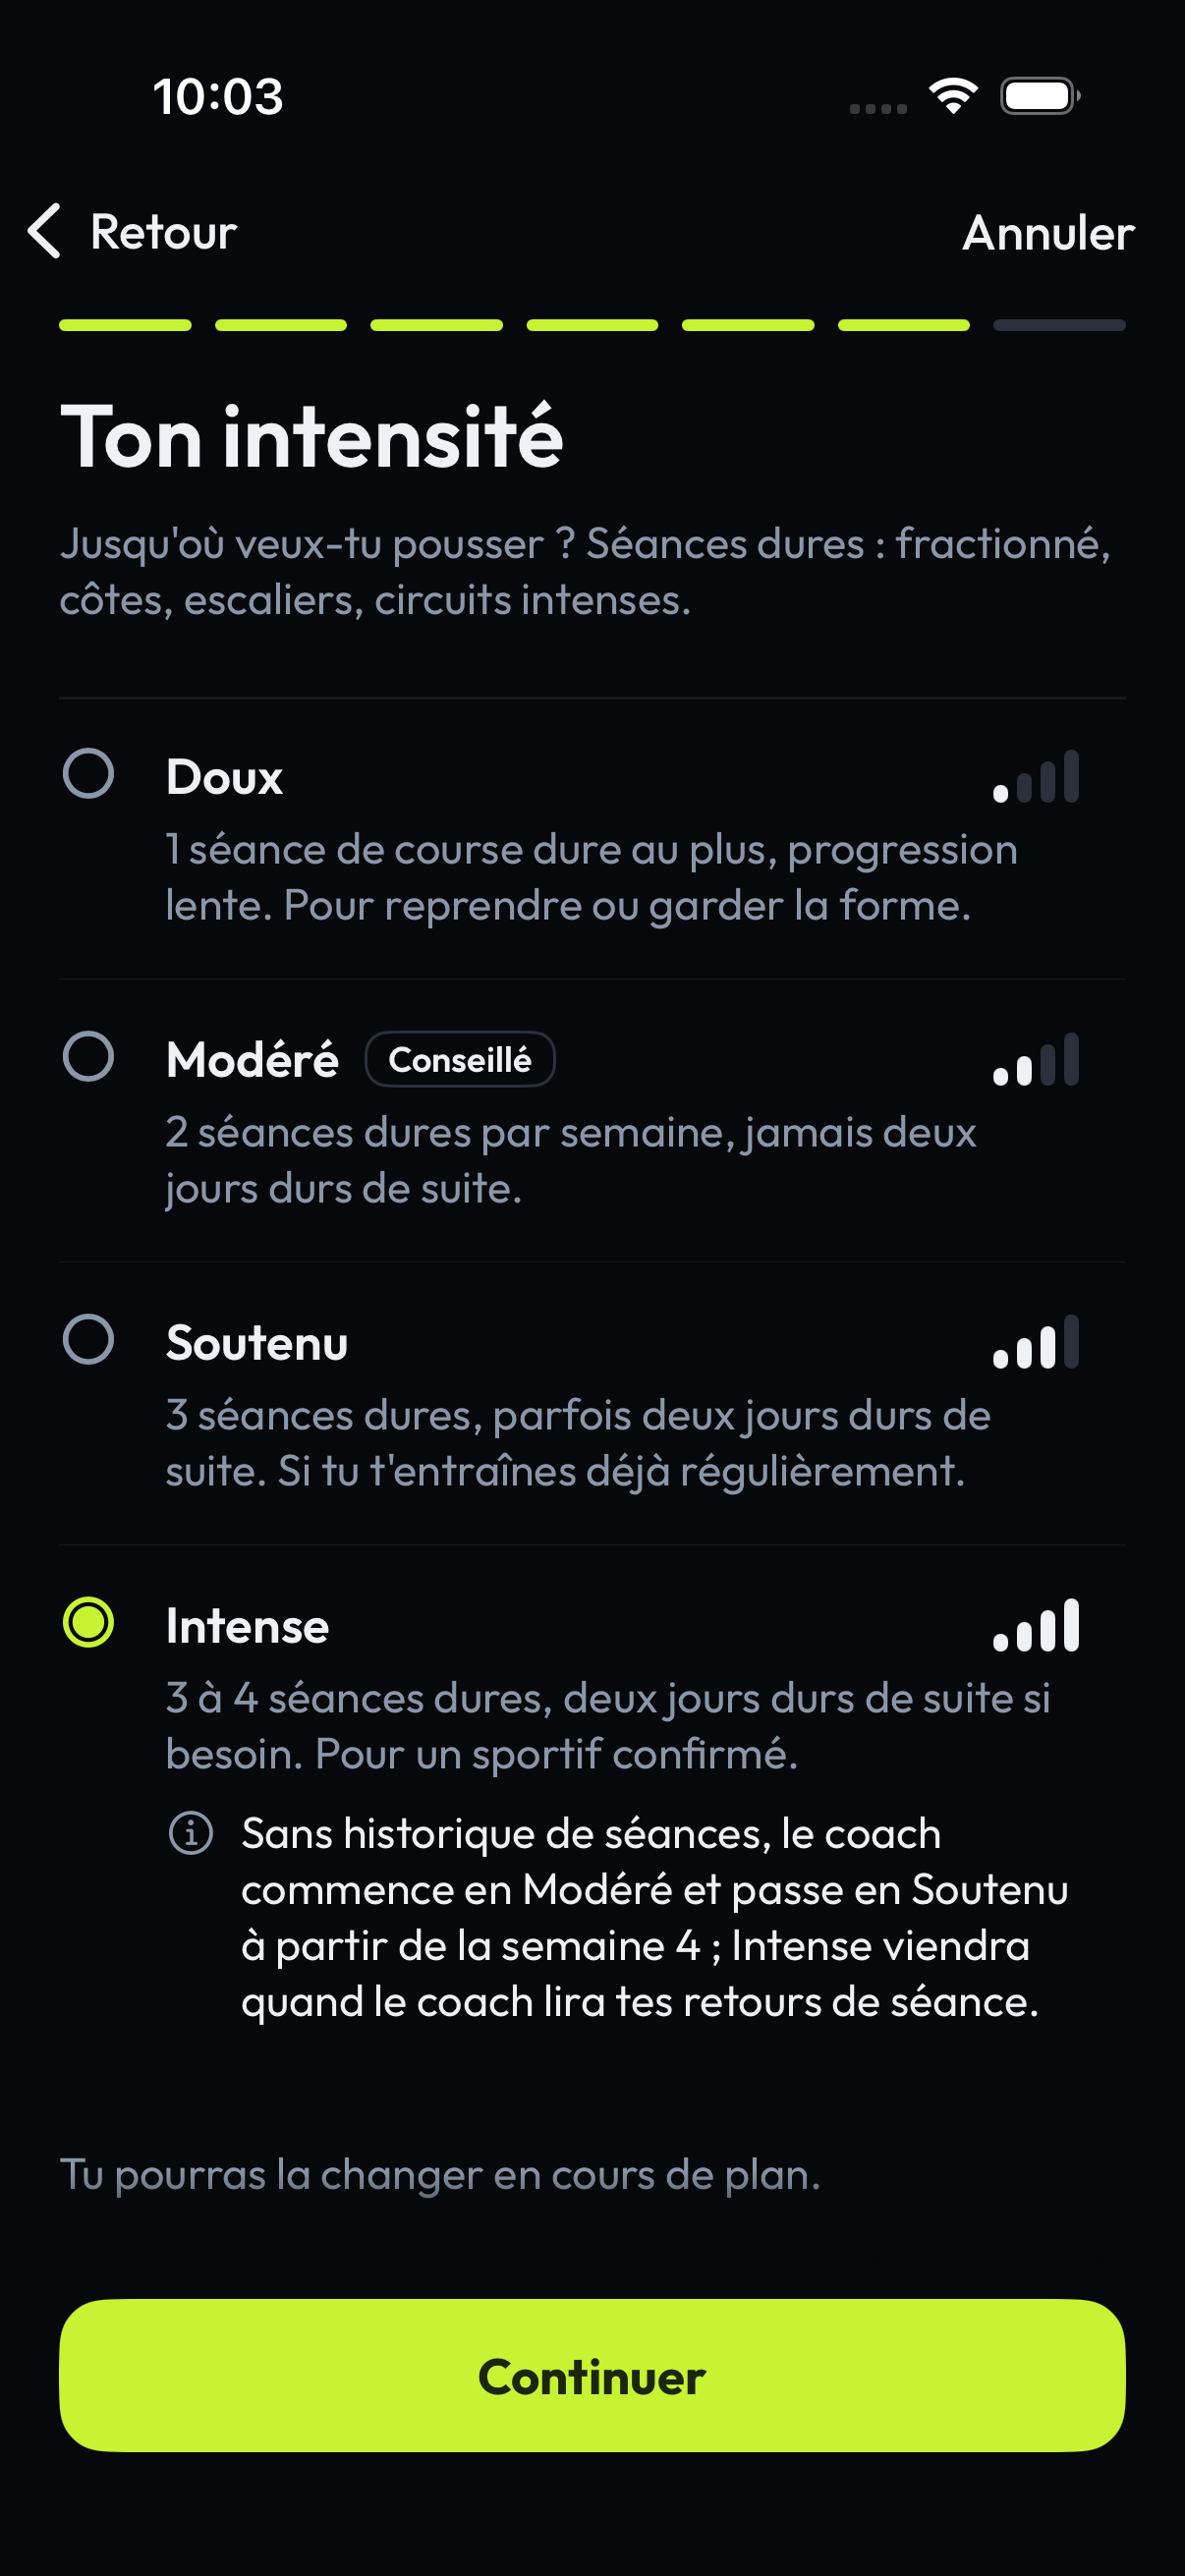 10:03
Retour
Annuler
Ton intensité
Jusqu'où veux-tu pousser ? Séances dures : fractionné,
côtes, escaliers, circuits intenses.
Doux
1 séance de course dure au plus, progression
lente. Pour reprendre ou garder la forme.
Modéré
Conseillé
2 séances dures par semaine, jamais deux
jours durs de suite.
Soutenu
3 séances dures, parfois deux jours durs de
suite. Si tu t'entraînes déjà régulièrement.
Intense
3 à 4 séances dures, deux jours durs de suite si
besoin. Pour un sportif confirmé.
Sans historique de séances, le coach
commence en Modéré et passe en Soutenu
à partir de la semaine 4 ; Intense viendra
quand le coach lira tes retours de séance.
Tu pourras la changer en cours de plan.
Continuer